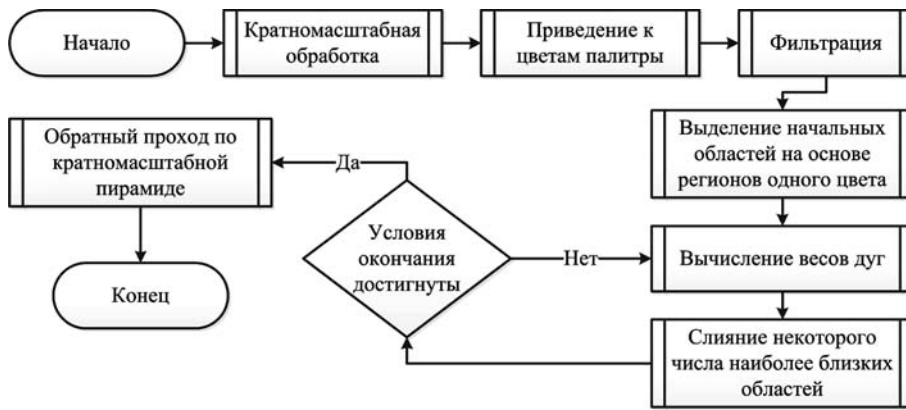 Начало
Кратномасштабная
обработка
Приведение к
цветам палитры
Фильтрация
Выделение начальных
областей на основе
регионов одного цвета
Обратный проход по
кратномасштабной
пирамиде
Да
Условия
окончания
достигнуты
Нет
Вычисление весов дуг
Конец
Слияние некоторого
числа наиболее близких
областей